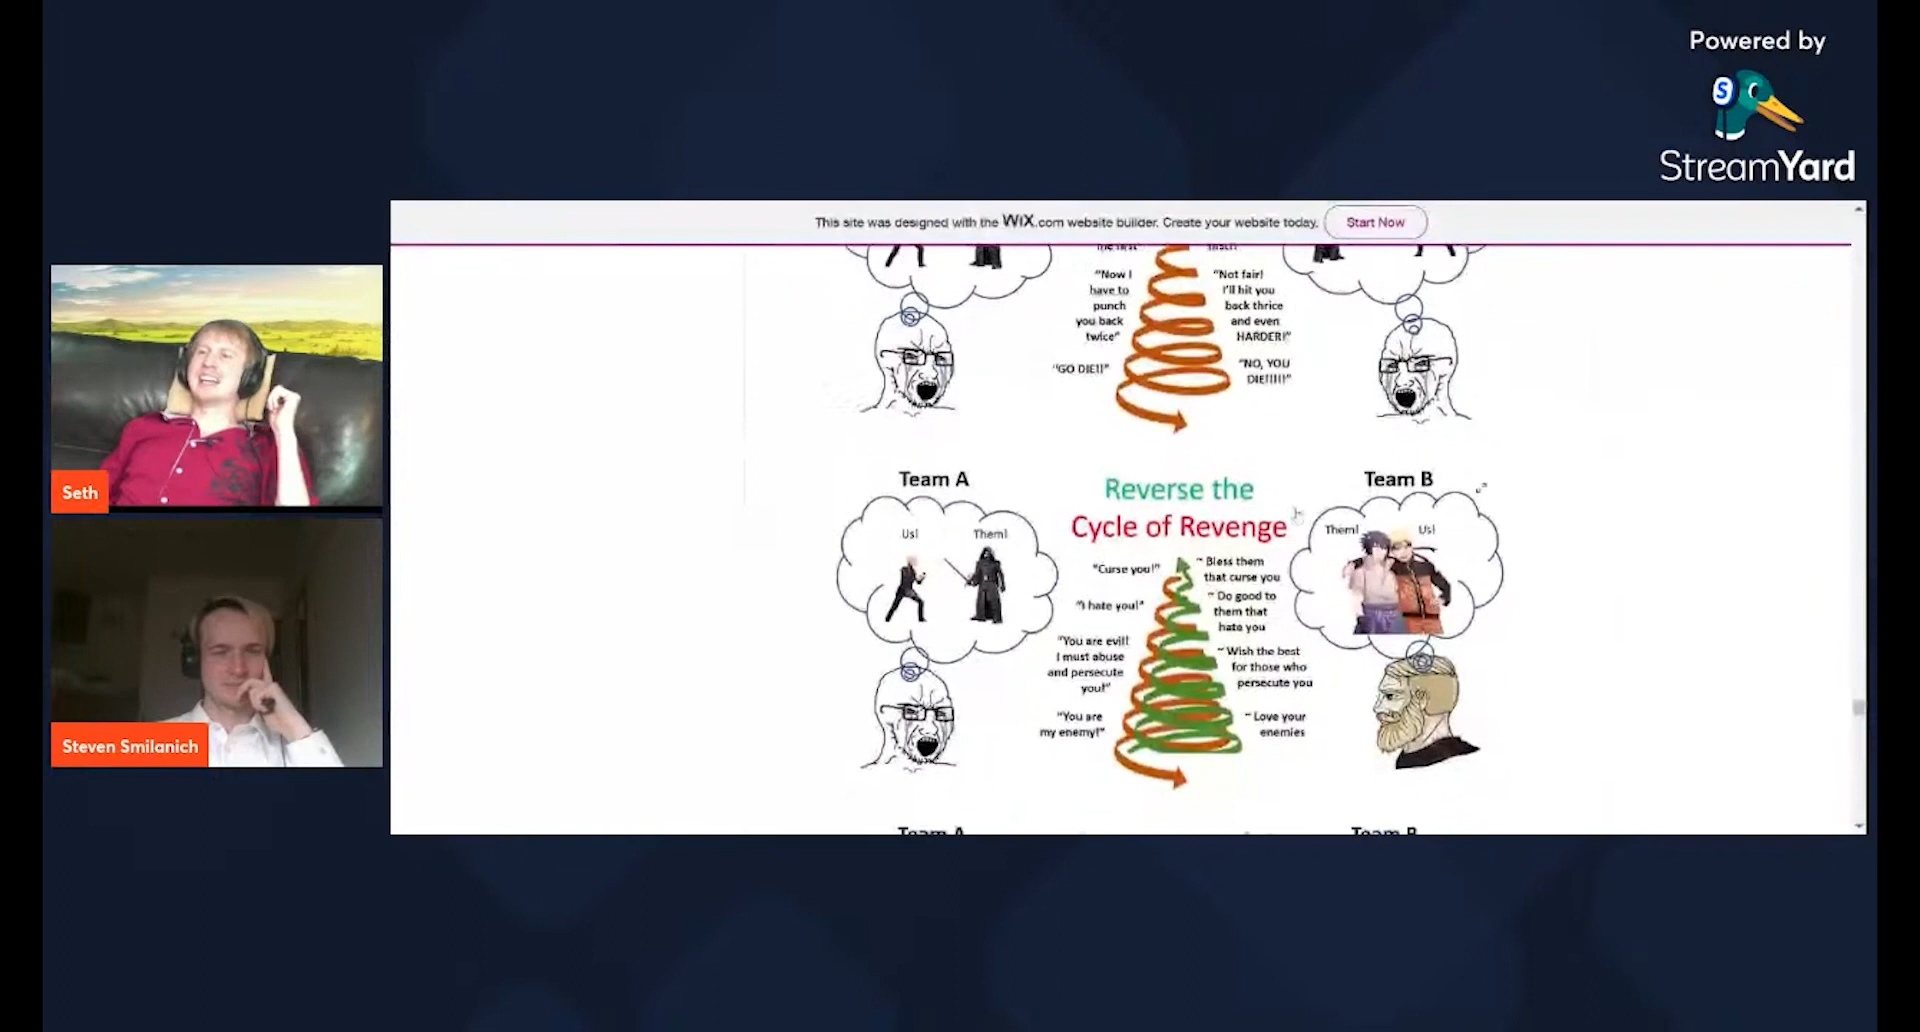 Powered by
StreamYard
This site was designed with the WiX.com website builder. Create your website today.
Start Now
"Now I
have to
punch
you back
twice"
"Not fair!
I'll hit you
back thrice
and even
HARDER!"
"GO DIE!!"
"NO, YOU
DIE!!!!!"
Team A
Reverse the
Cycle of Revenge
Team B
Us!
Them!
Them!
Us!
"Curse you!"
~ Bless them
that curse you
"I hate you!"
~ Do good to
them that
hate you
"You are evil!
I must abuse
and persecute
you!"
~ Wish the best
for those who
persecute you
"You are
my enemy!"
~ Love your
enemies
Team A
Team B
Seth
Steven Smilanich